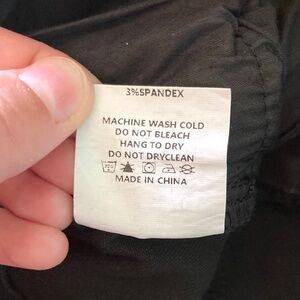 3%SPANDEX
MACHINE WASH COLD
DO NOT BLEACH
HANG TO DRY
DO NOT DRYCLEAN
MADE IN CHINA